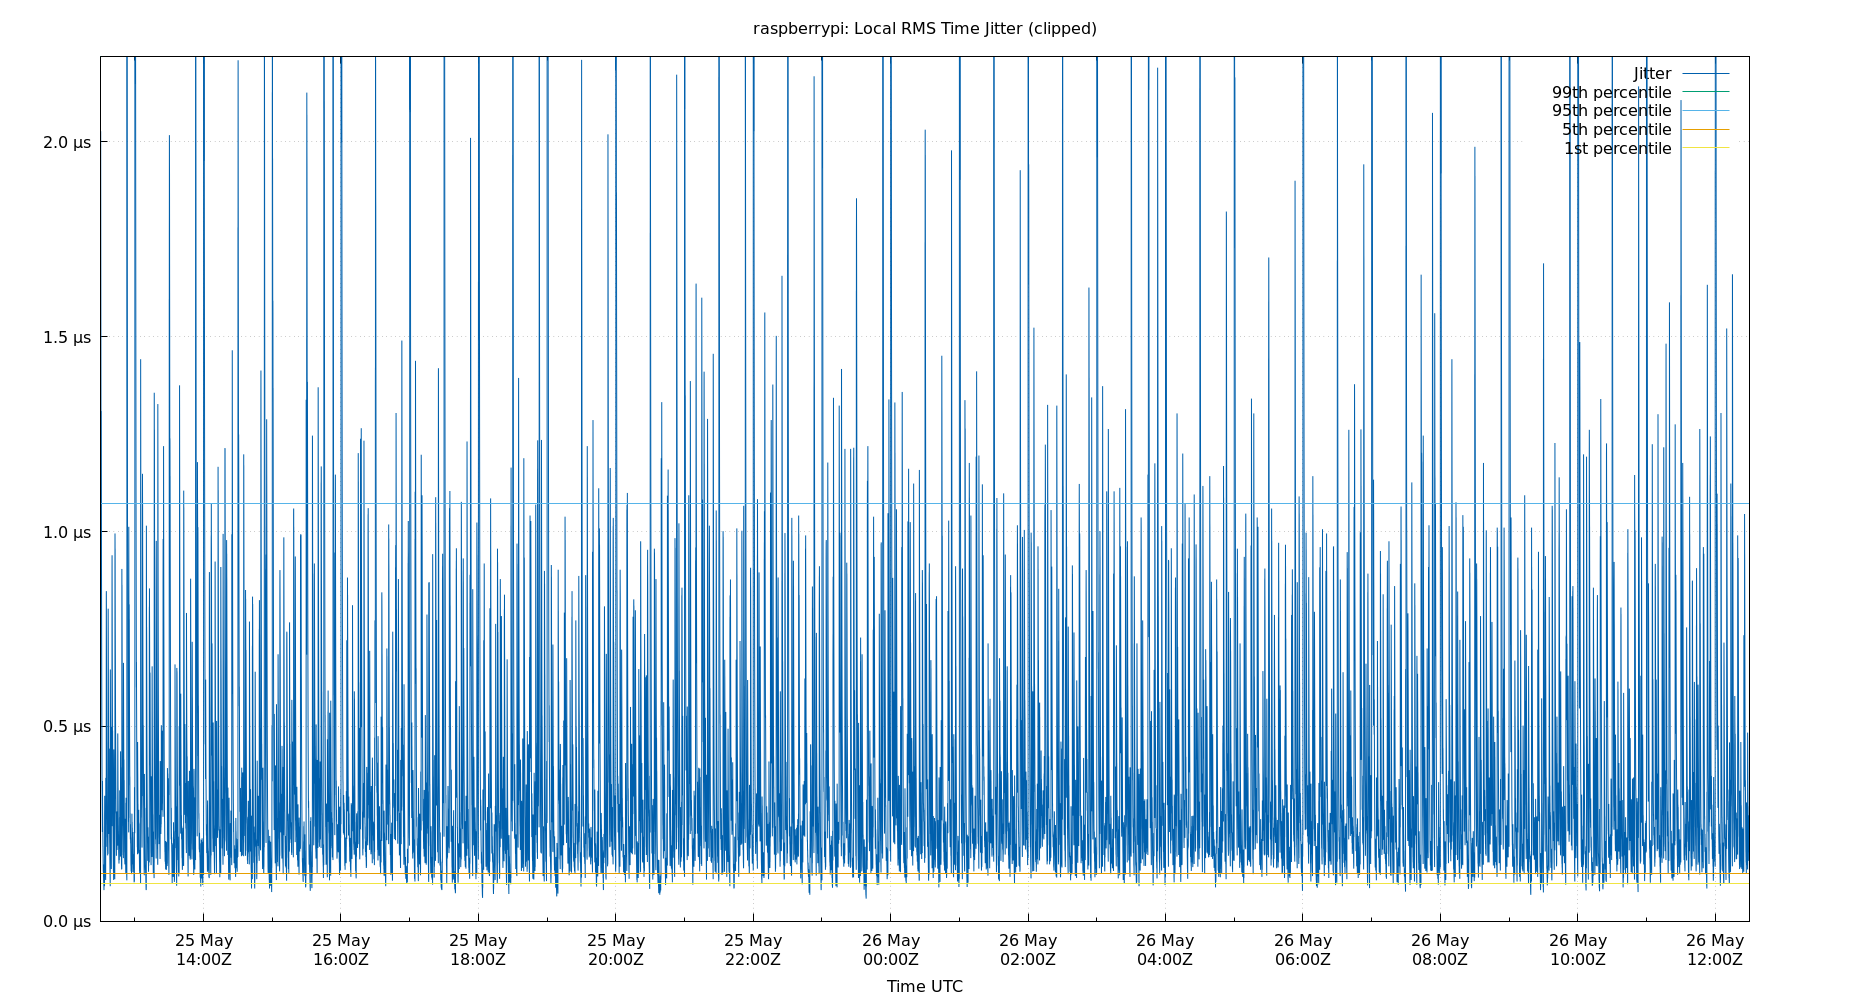 raspberrypi: Local RMS Time Jitter (clipped)
Jitter
99th percentile
95th percentile
5th percentile
1st percentile
2.0 μs
1.5 μs
1.0 μs
0.5 μs
0.0 μs
25 May 25 May 25 May 25 May 25 May 26 May 26 May 26 May 26 May 26 May 26 May 26 May
14:00Z 16:00Z 18:00Z 20:00Z 22:00Z 00:00Z 02:00Z 04:00Z 06:00Z 08:00Z 10:00Z 12:00Z
Time UTC